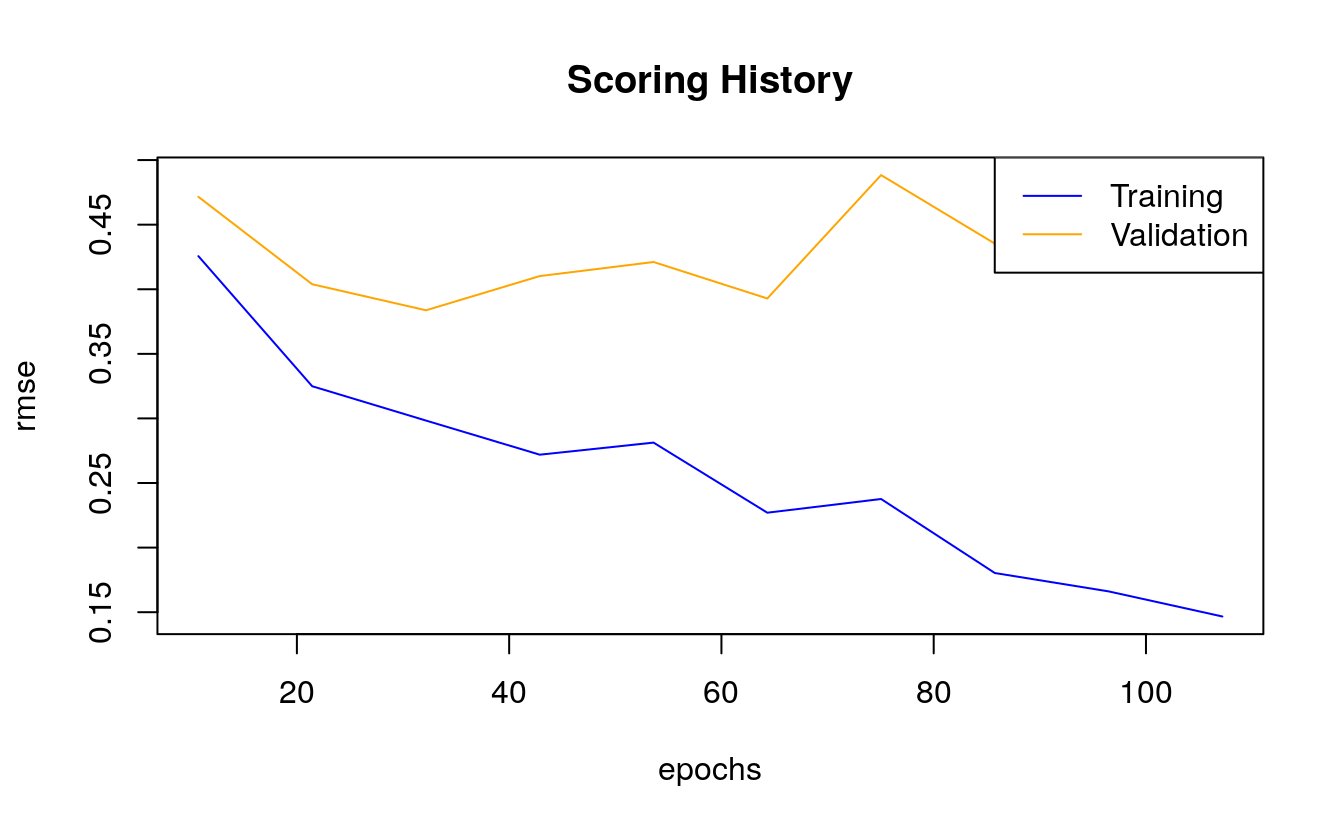 Scoring History
Training
Validation
rmse
0.45
0.35
0.25
0.15
20 40 60 80 100
epochs